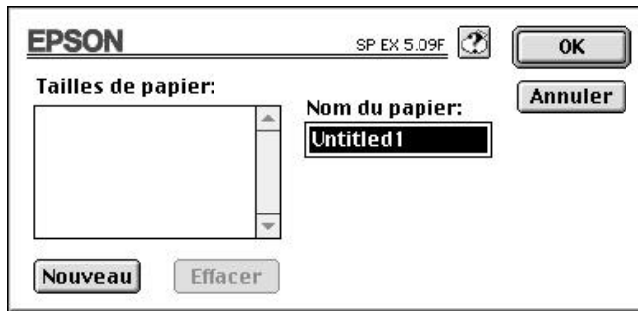 EPSON
SP EX 5.09F
OK
Tailles de papier:
Nom du papier:
Annuler
Untitled1
Nouveau
Effacer